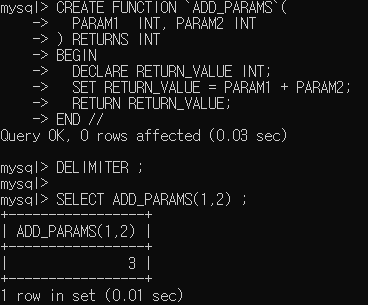 mysql> CREATE FUNCTION `ADD_PARAMS`(
    ->   PARAM1  INT, PARAM2 INT
    -> ) RETURNS INT
    -> BEGIN
    ->   DECLARE RETURN_VALUE INT;
    ->   SET RETURN_VALUE = PARAM1 + PARAM2;
    ->   RETURN RETURN_VALUE;
    -> END //
Query OK, 0 rows affected (0.03 sec)
mysql> DELIMITER ;
mysql>
mysql> SELECT ADD_PARAMS(1,2) ;
+-----------------+
| ADD_PARAMS(1,2) |
+-----------------+
|               3 |
+-----------------+
1 row in set (0.01 sec)